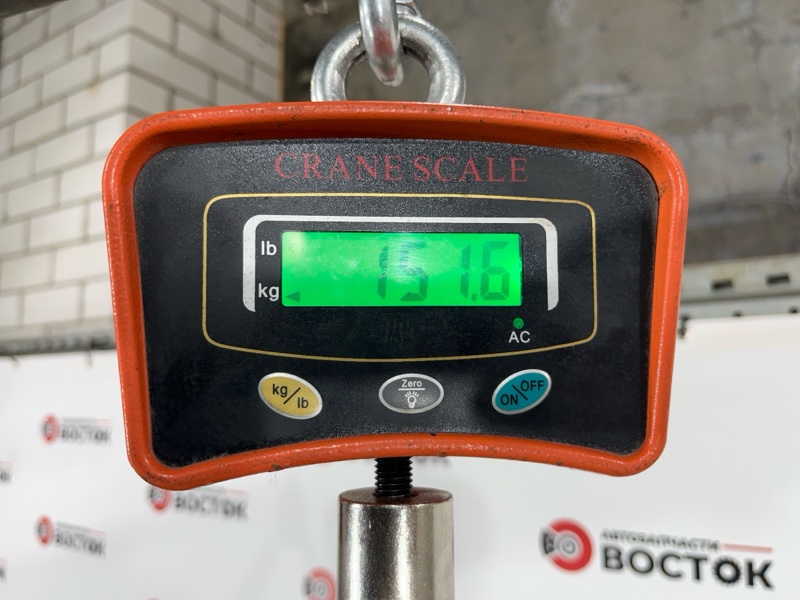 CRANE SCALE
lb
kg
151.6
AC
kg/lb
Zero
ON/OFF
ВОСТОК
ВОСТОК
ВОСТОК
АВТОЗАПЧАСТИ
ВОСТОК